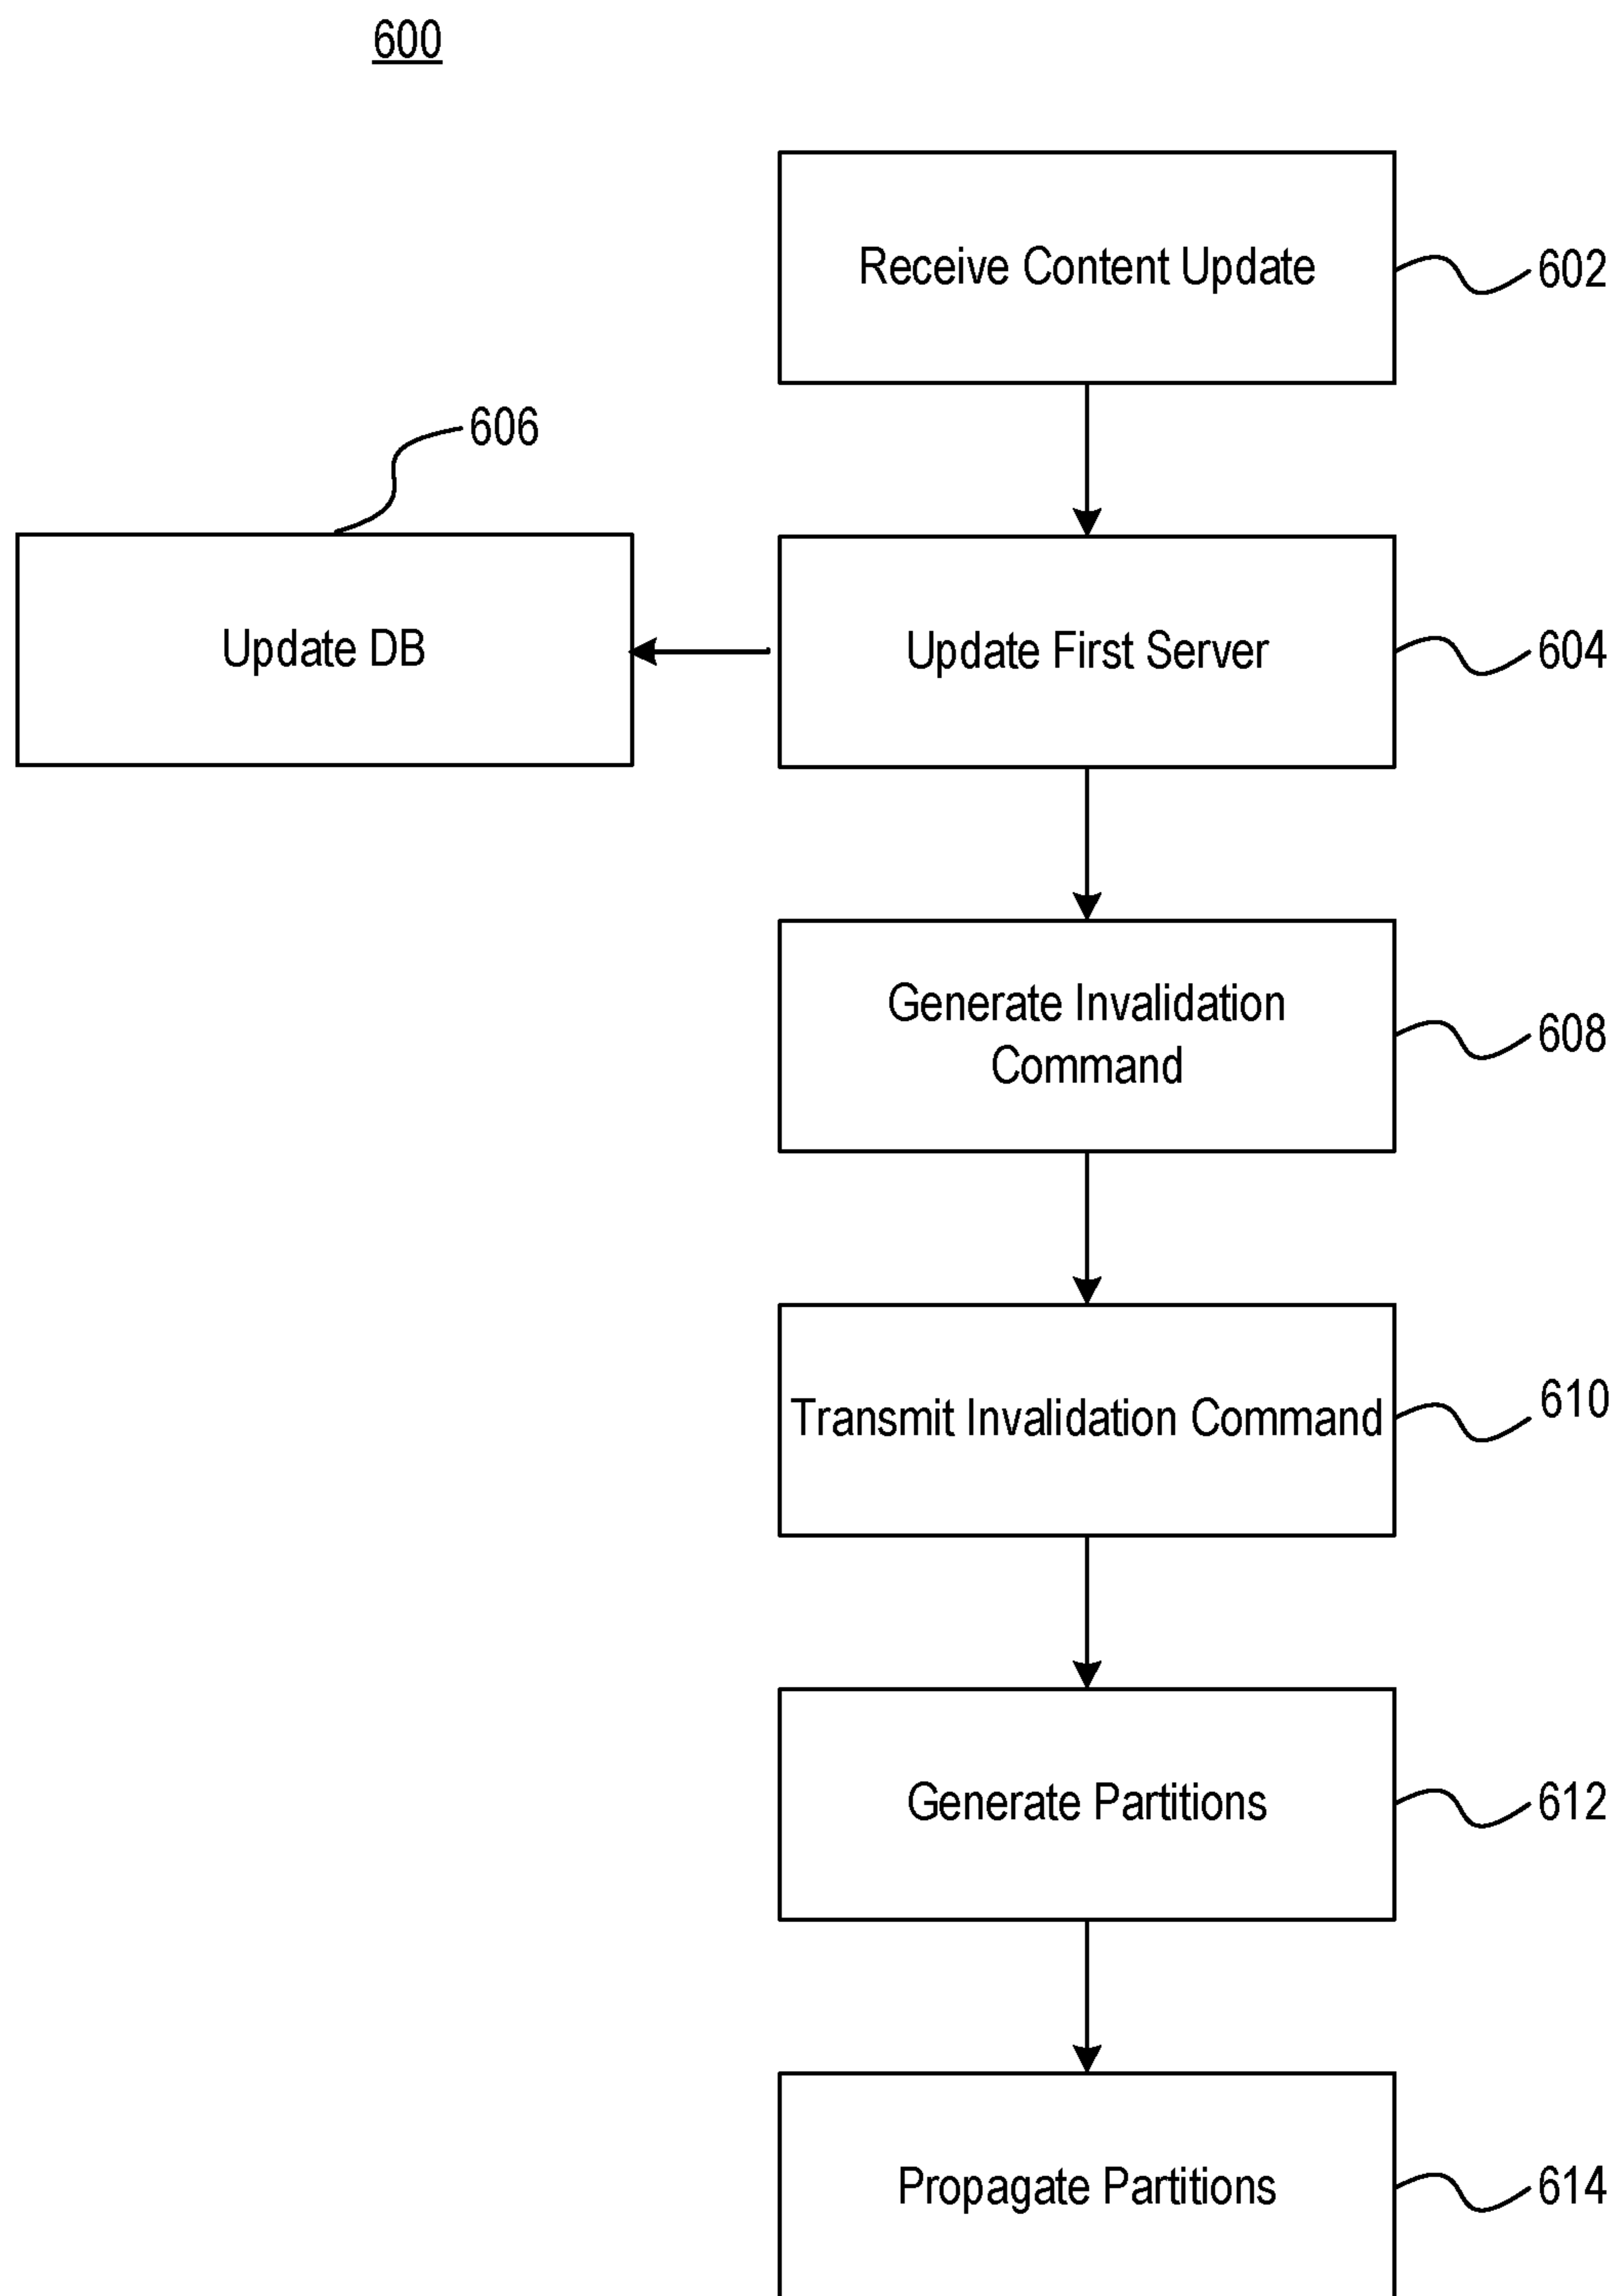 600
Receive Content Update
602
606
Update DB
Update First Server
604
Generate Invalidation
Command
608
Transmit Invalidation Command
610
Generate Partitions
612
Propagate Partitions
614